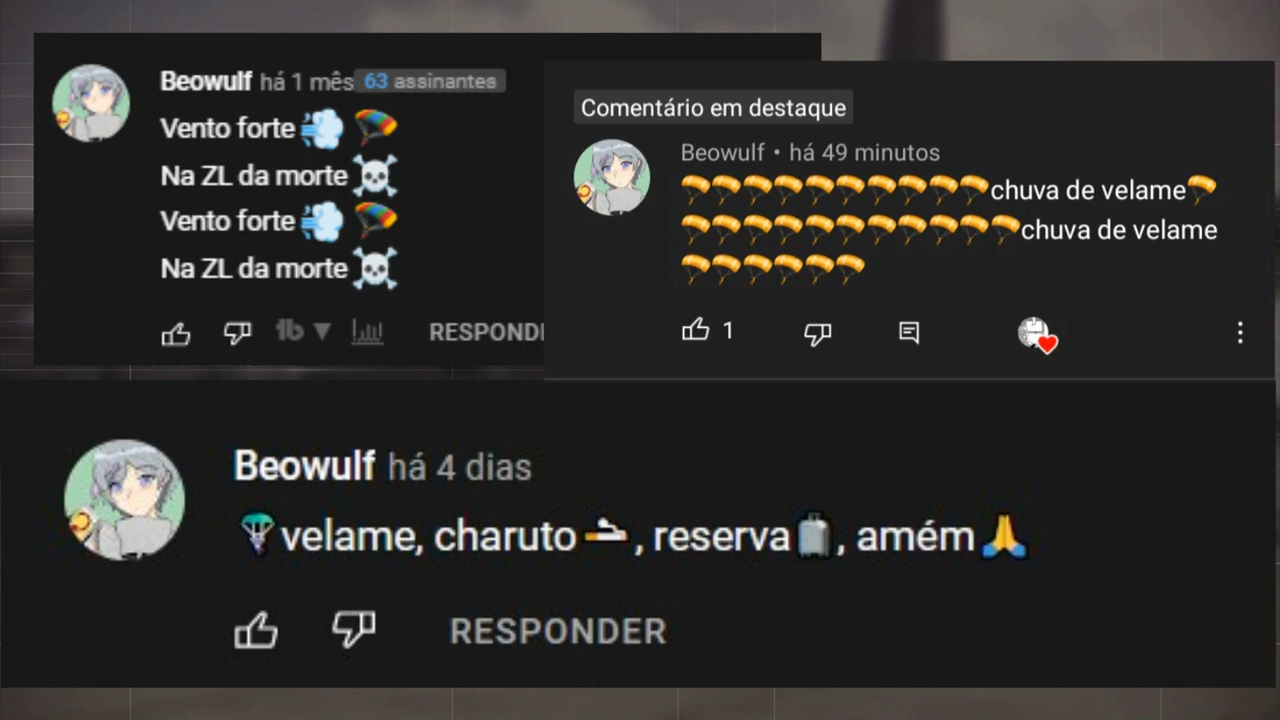 Beowulf há 1 mês 63 assinantes
Vento forte💨 🪂
Na ZL da morte☠️
Vento forte💨 🪂
Na ZL da morte☠️
RESPONDE
Comentário em destaque
Beowulf • há 49 minutos
🪂🪂🪂🪂🪂🪂🪂🪂🪂🪂chuva de velame🪂
🪂🪂🪂🪂🪂🪂🪂🪂🪂🪂🪂chuva de velame
🪂🪂🪂🪂🪂🪂
1
Beowulf há 4 dias
🪂velame, charuto🚬, reserva🧳, amém🙏
RESPONDER